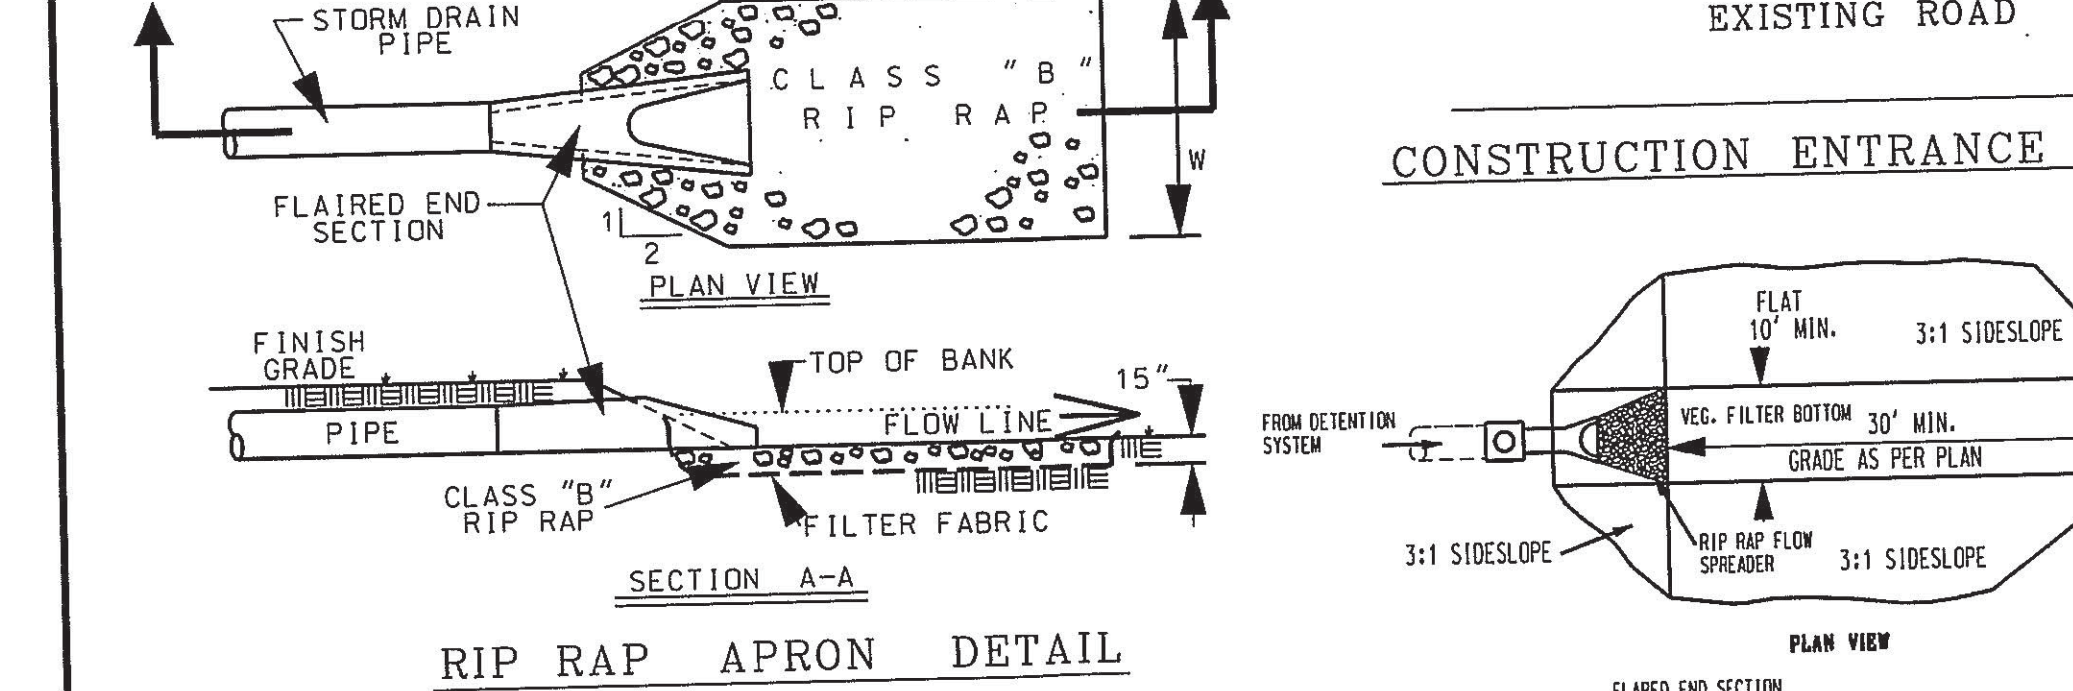 STORM DRAIN
PIPE
CLASS "B"
RIP RAP
W
FLAIRED END
SECTION
1
2
PLAN VIEW
FINISH
GRADE
TOP OF BANK
15"
FLOW LINE
PIPE
CLASS "B"
RIP RAP
FILTER FABRIC
SECTION A-A
RIP RAP APRON DETAIL
EXISTING ROAD
CONSTRUCTION ENTRANCE
FLAT
10' MIN.
3:1 SIDESLOPE
FROM DETENTION
SYSTEM
VEG. FILTER BOTTOM
30' MIN.
GRADE AS PER PLAN
3:1 SIDESLOPE
RIP RAP FLOW
SPREADER
3:1 SIDESLOPE
PLAN VIEW
FLARED END SECTION